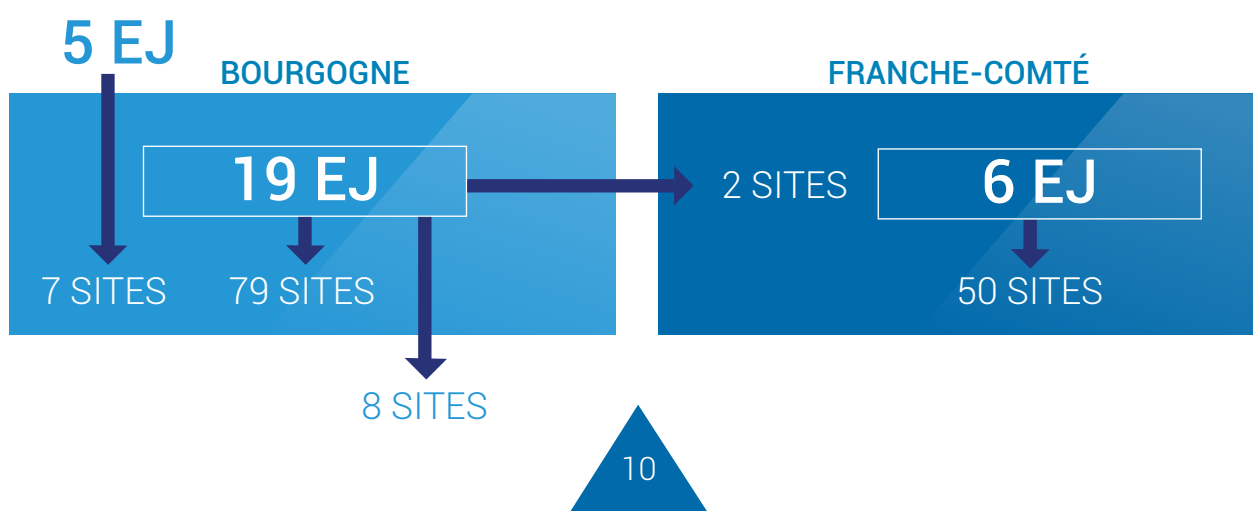 5 EJ
BOURGOGNE
19 EJ
7 SITES
79 SITES
8 SITES
FRANCHE-COMTÉ
2 SITES
6 EJ
50 SITES
10